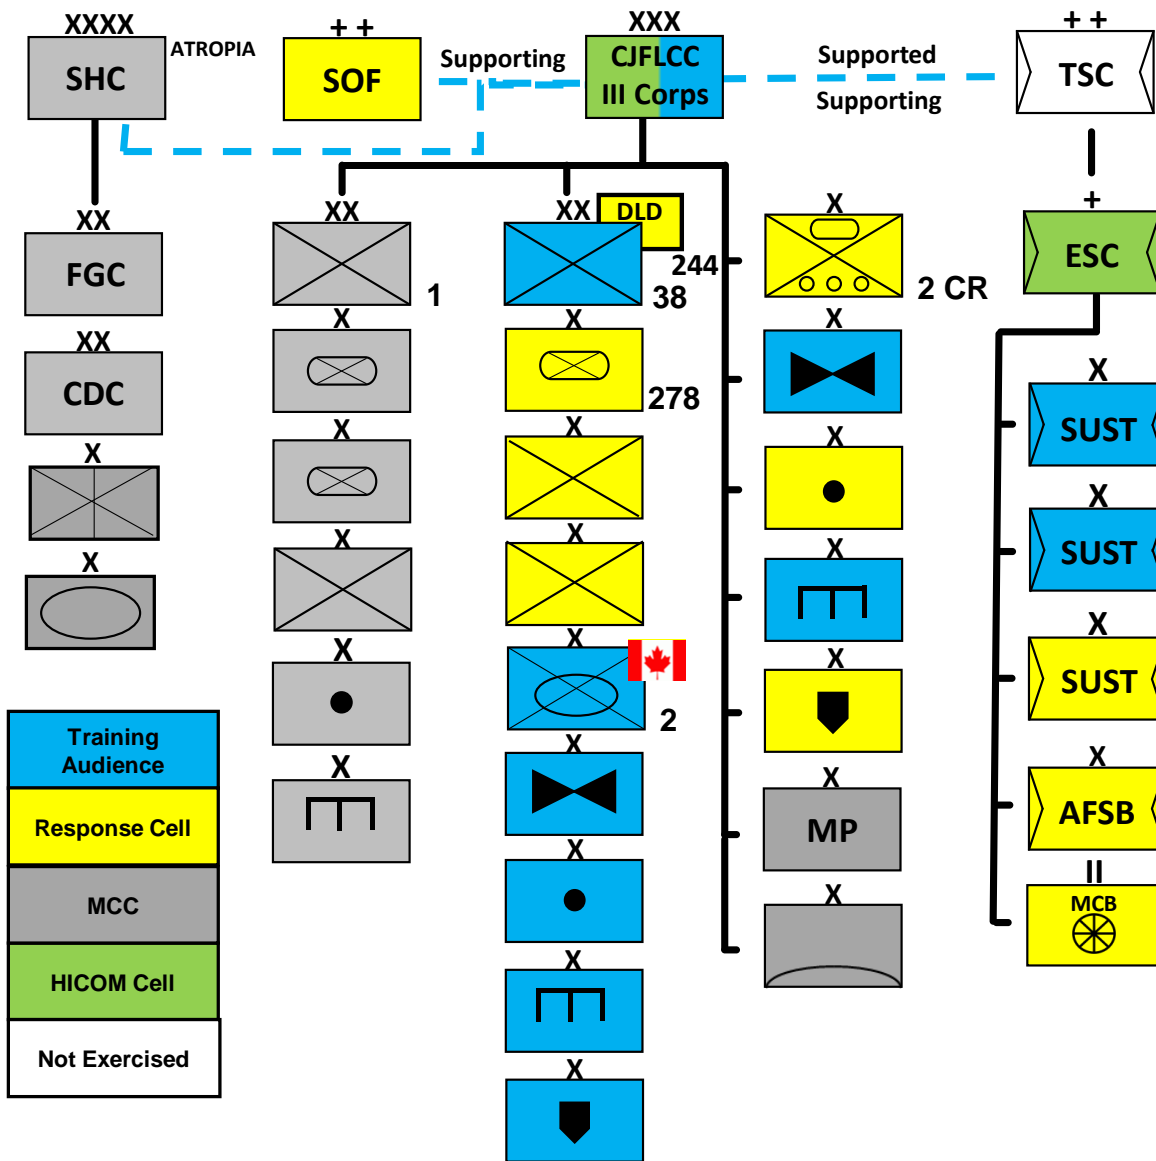 XXXX
SHC
ATROPIA
+ +
SOF
Supporting
XXX
CJFLCC
III Corps
Supported
Supporting
+ +
TSC
XX
FGC
XX
CDC
X
X
XX
1
X
X
X
X
X
XX
DLD
244
38
X
278
X
X
X
2
X
X
X
X
X
2 CR
X
X
X
X
X
MP
X
+
ESC
X
SUST
X
SUST
X
SUST
X
AFSB
II
MCB
Training
Audience
Response Cell
MCC
HICOM Cell
Not Exercised